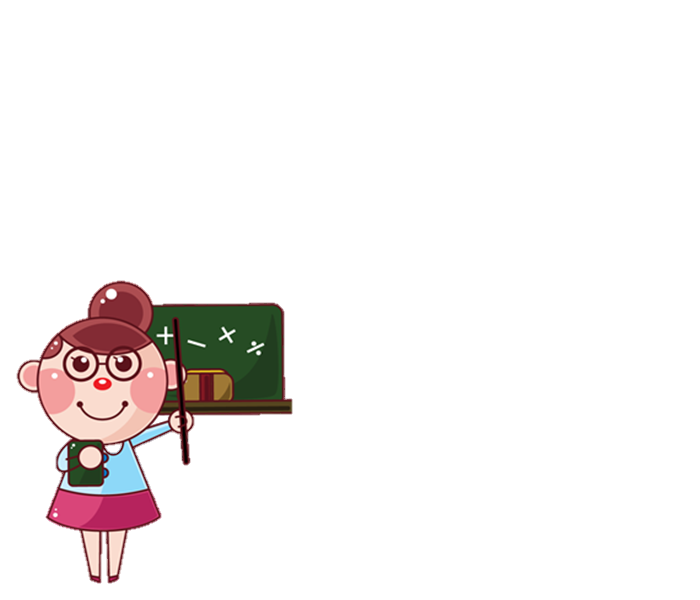 + − × ÷